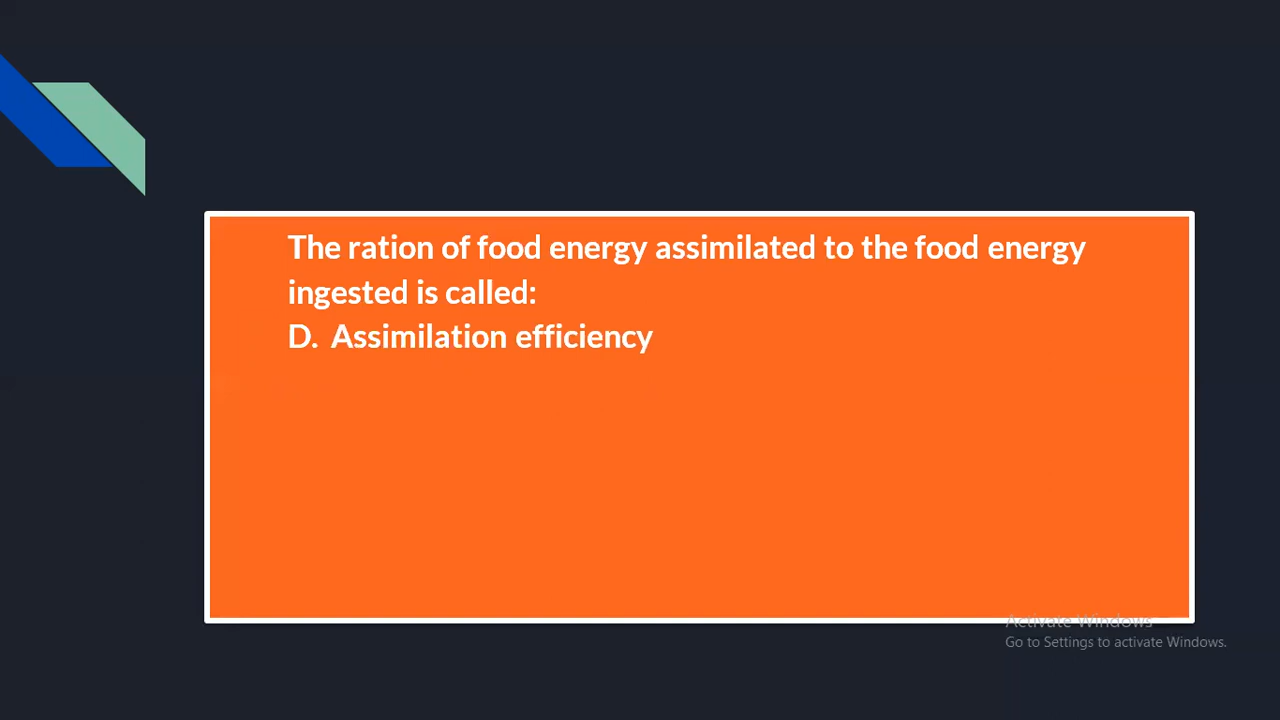 The ration of food energy assimilated to the food energy
ingested is called:
D. Assimilation efficiency
Activate Windows
Go to Settings to activate Windows.